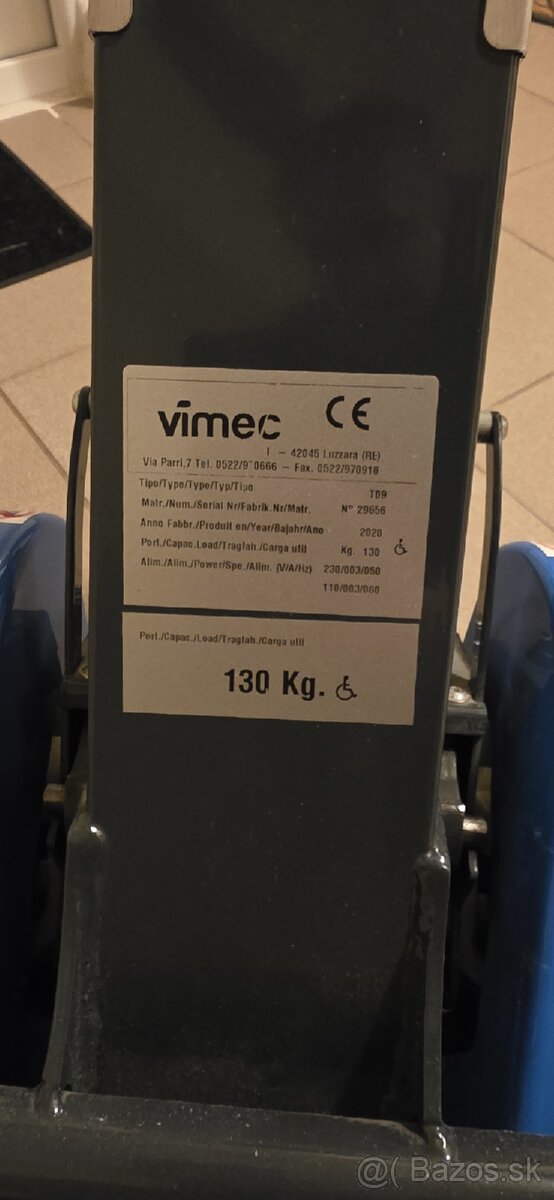 vimec CE
I - 42045 Luzzara (RE)
Via Parri,7 Tel. 0522/970666 - Fax. 0522/970918
Tipo/Type/Type/Typ/Tipo T09
Matr./Num./Serial Nr/Fabrik.Nr/Matr. N° 29656
Anno Fabbr./Produit en/Year/Bajahr/Ano 2020
Port./Capac.Load/Tragfah./Carga util Kg. 130
Alim./Alim./Power/Spe./Alim. (V/A/Hz) 230/003/050
110/003/060
Port./Capac./Load/Tragfah./Carga util
130 Kg.
@( Bazos.sk